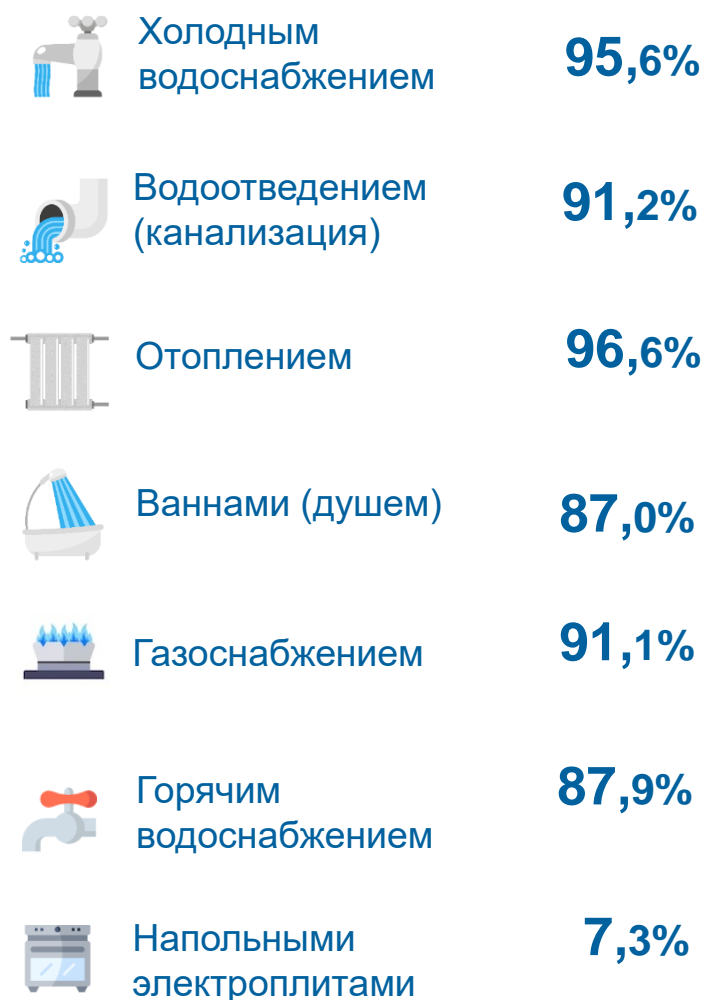 Холодным
водоснабжением
95,6%
Водоотведением
(канализация)
91,2%
Отоплением
96,6%
Ваннами (душем)
87,0%
Газоснабжением
91,1%
Горячим
водоснабжением
87,9%
Напольными
электроплитами
7,3%